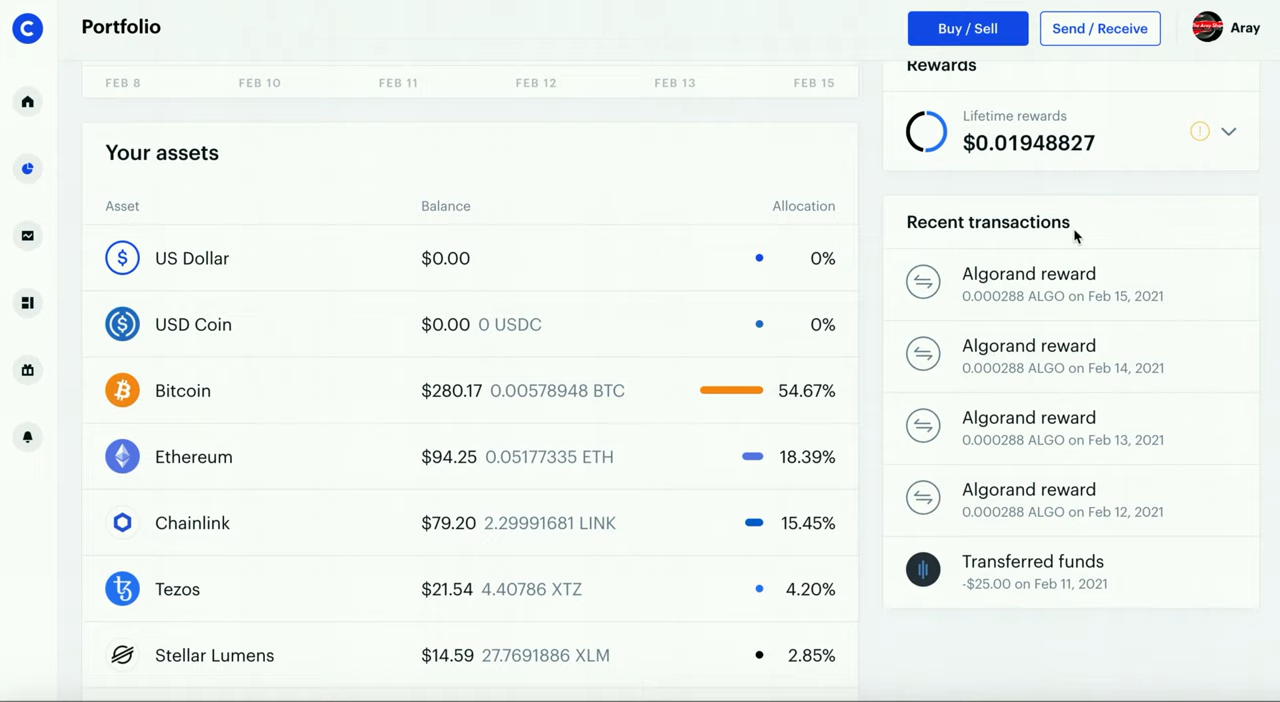 Portfolio
Buy / Sell
Send / Receive
Aray
FEB 8
FEB 10
FEB 11
FEB 12
FEB 13
FEB 15
Your assets
Asset
Balance
Allocation
US Dollar
$0.00
0%
USD Coin
$0.00 0 USDC
0%
Bitcoin
$280.17 0.00578948 BTC
54.67%
Ethereum
$94.25 0.05177335 ETH
18.39%
Chainlink
$79.20 2.29991681 LINK
15.45%
Tezos
$21.54 4.40786 XTZ
4.20%
Stellar Lumens
$14.59 27.7691886 XLM
2.85%
Rewards
Lifetime rewards
$0.01948827
Recent transactions
Algorand reward
0.000288 ALGO on Feb 15, 2021
Algorand reward
0.000288 ALGO on Feb 14, 2021
Algorand reward
0.000288 ALGO on Feb 13, 2021
Algorand reward
0.000288 ALGO on Feb 12, 2021
Transferred funds
-$25.00 on Feb 11, 2021